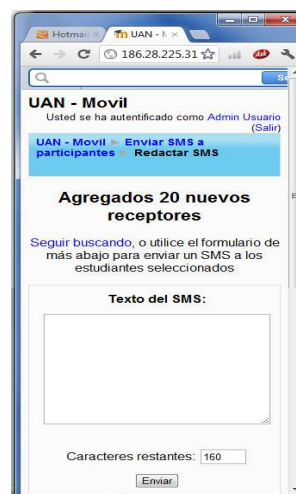 Hotmail
UAN - M
186.28.225.31
UAN - Movil
Usted se ha autentificado como Admin Usuario
(Salir)
UAN - Movil ► Enviar SMS a
participantes ► Redactar SMS
Agregados 20 nuevos
receptores
Seguir buscando, o utilice el formulario de
más abajo para enviar un SMS a los
estudiantes seleccionados
Texto del SMS:
Caracteres restantes: 160
Enviar